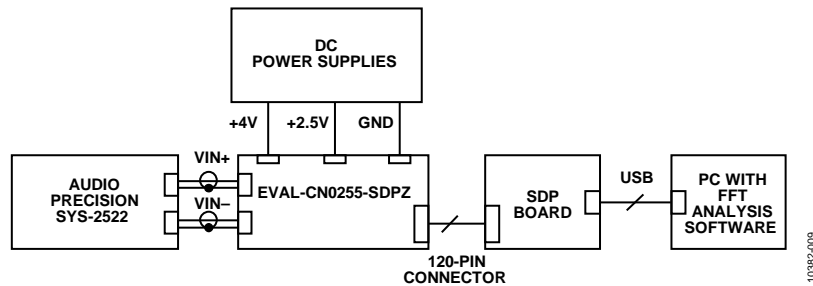 DC
POWER SUPPLIES
+4V
+2.5V
GND
VIN+
AUDIO
PRECISION
SYS-2522
VIN–
EVAL-CN0255-SDPZ
120-PIN
CONNECTOR
SDP
BOARD
USB
PC WITH
FFT
ANALYSIS
SOFTWARE
10382-009